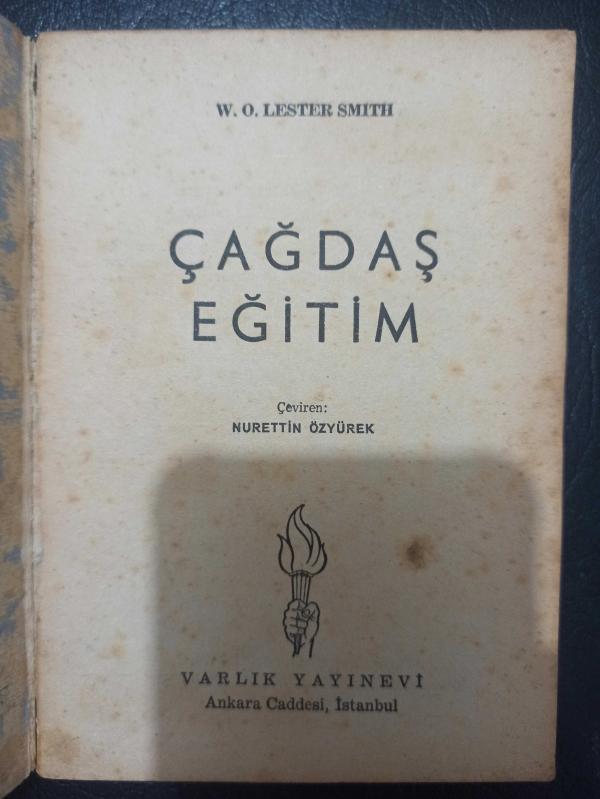 W. O. LESTER SMITH
ÇAĞDAŞ
EĞİTİM
Çeviren:
NURETTİN ÖZYÜREK
VARLIK YAYINEVİ
Ankara Caddesi, İstanbul